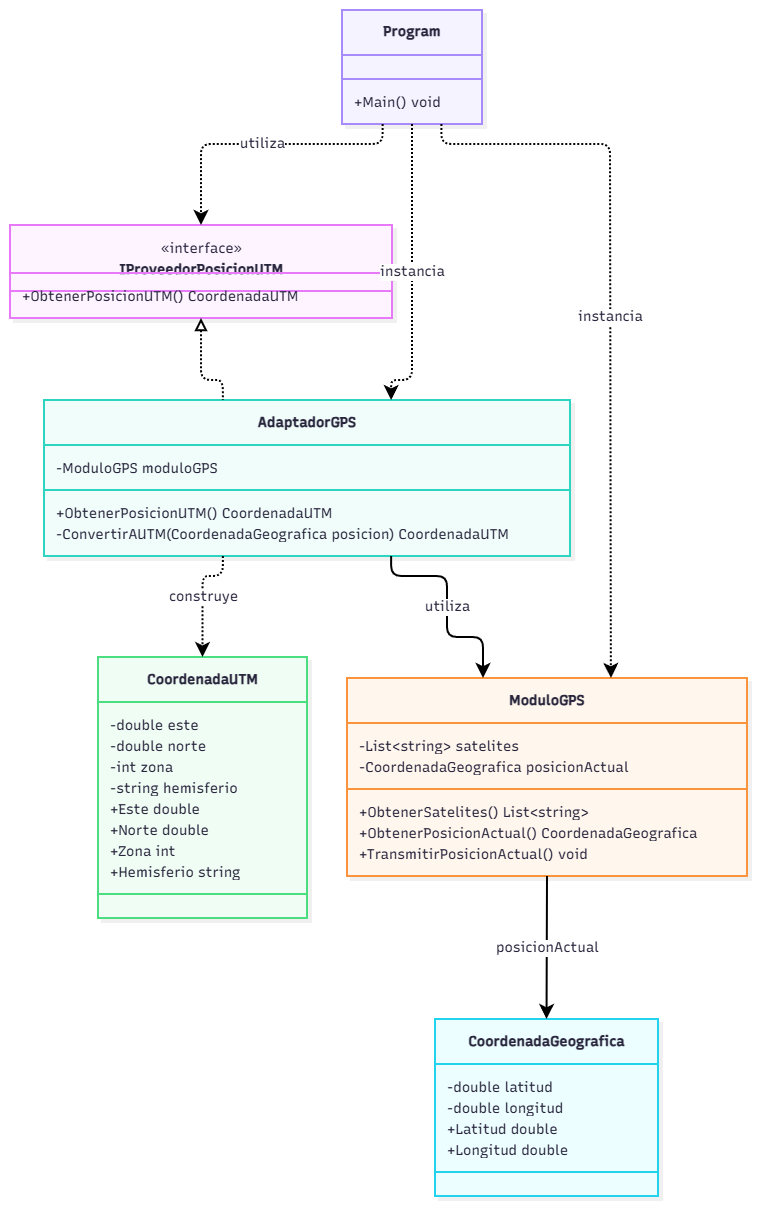 Program
+Main() void
utiliza
«interface»
IProveedorPosicionUTM
+ObtenerPosicionUTM() CoordenadaUTM
instancia
instancia
AdaptadorGPS
-ModuloGPS moduloGPS
+ObtenerPosicionUTM() CoordenadaUTM
-ConvertirAUTM(CoordenadaGeografica posicion) CoordenadaUTM
construye
utiliza
CoordenadaUTM
-double este
-double norte
-int zona
-string hemisferio
+Este double
+Norte double
+Zona int
+Hemisferio string
ModuloGPS
-List<string> satelites
-CoordenadaGeografica posicionActual
+ObtenerSatelites() List<string>
+ObtenerPosicionActual() CoordenadaGeografica
+TransmitirPosicionActual() void
posicionActual
CoordenadaGeografica
-double latitud
-double longitud
+Latitud double
+Longitud double